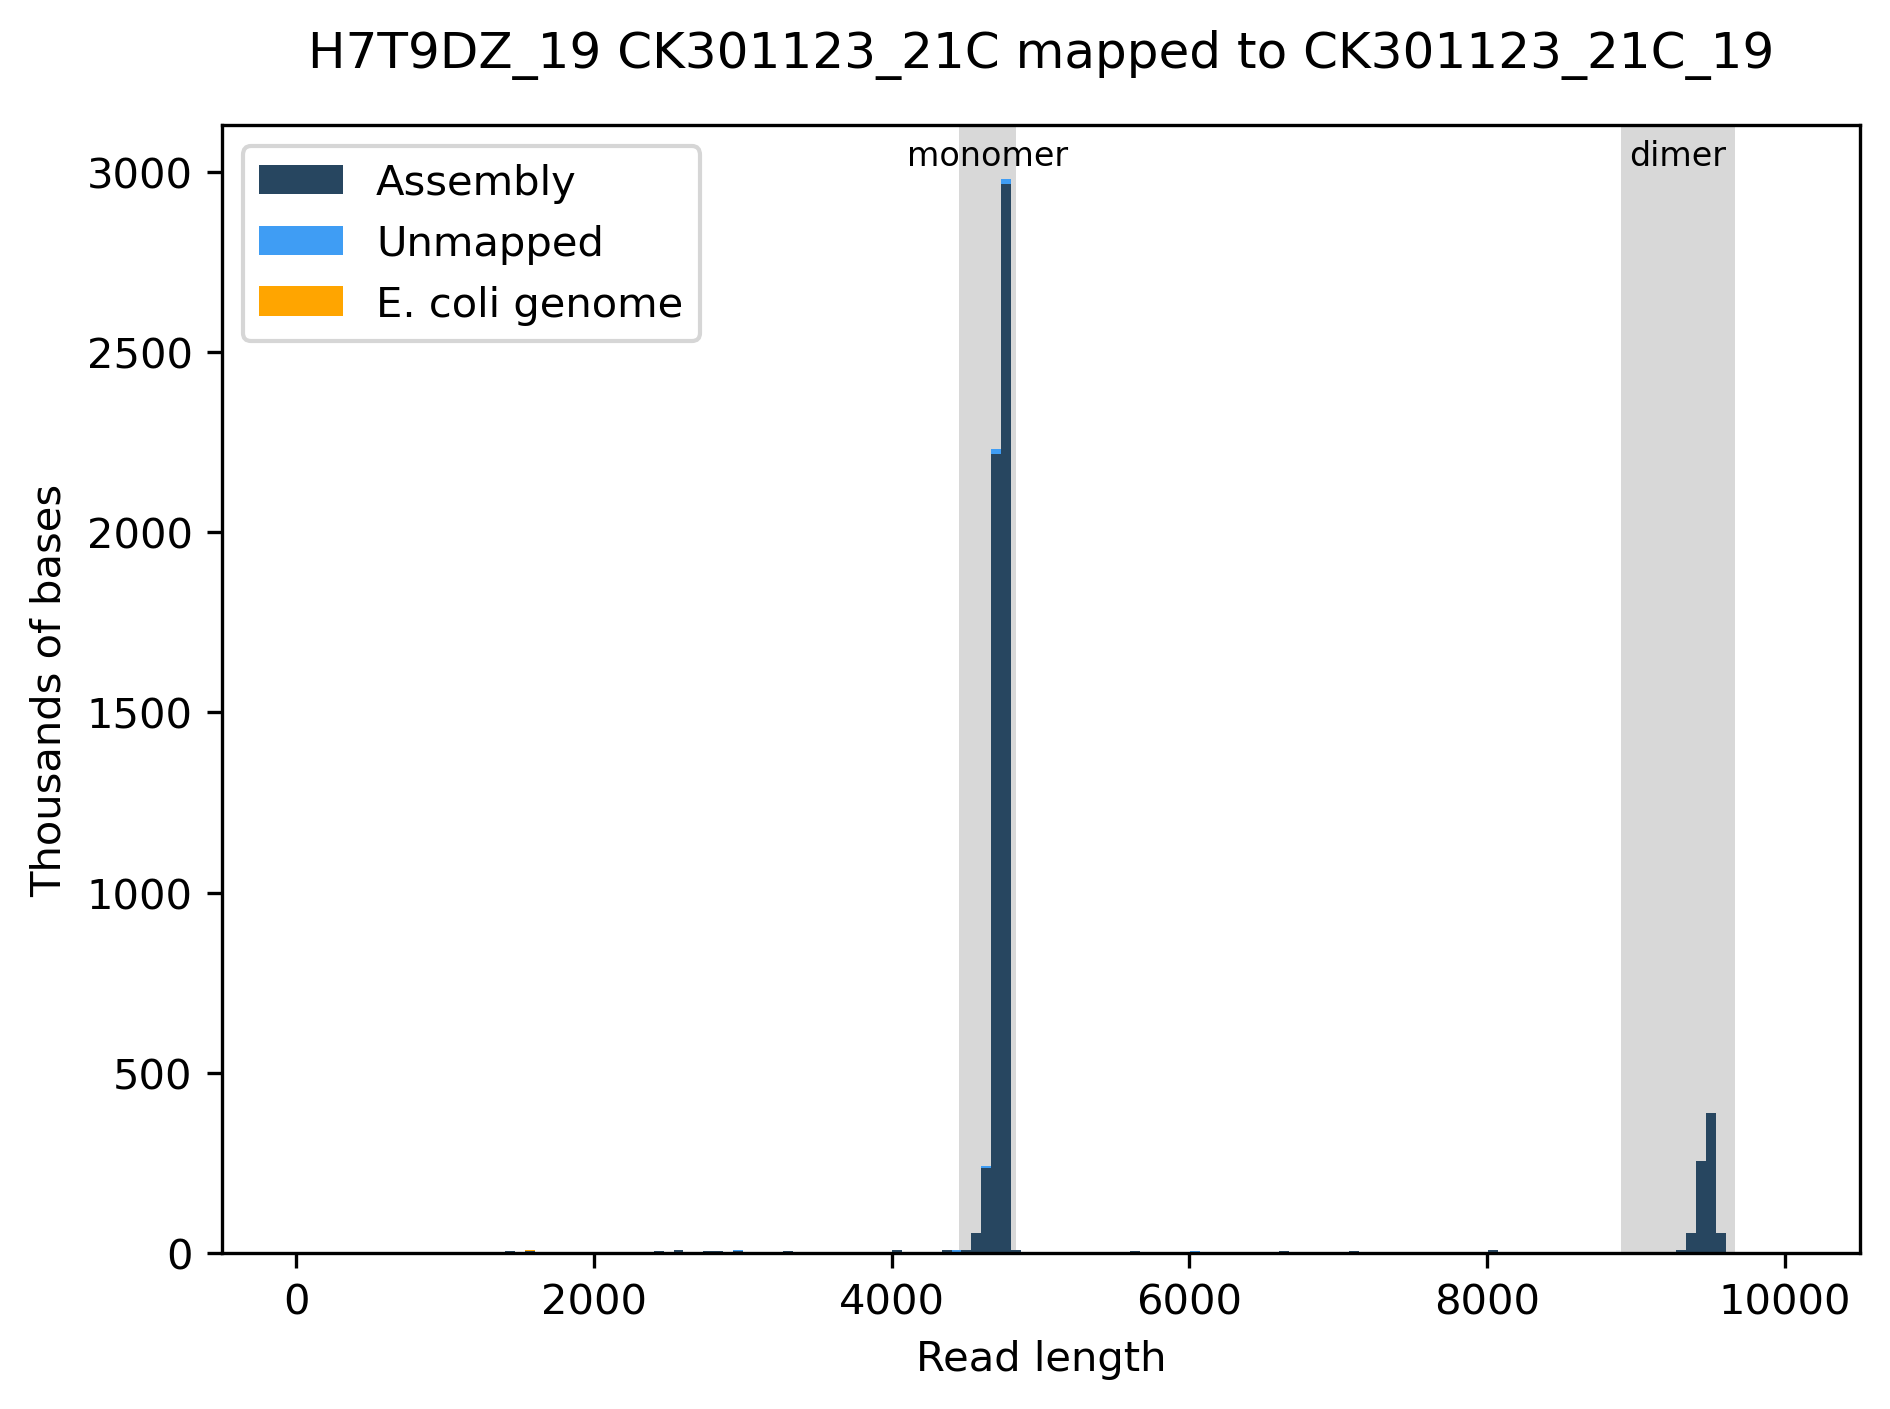 H7T9DZ_19 CK301123_21C mapped to CK301123_21C_19
Assembly
Unmapped
E. coli genome
monomer
dimer
3000
2500
2000
1500
1000
500
0
Thousands of bases
0 2000 4000 6000 8000 10000
Read length